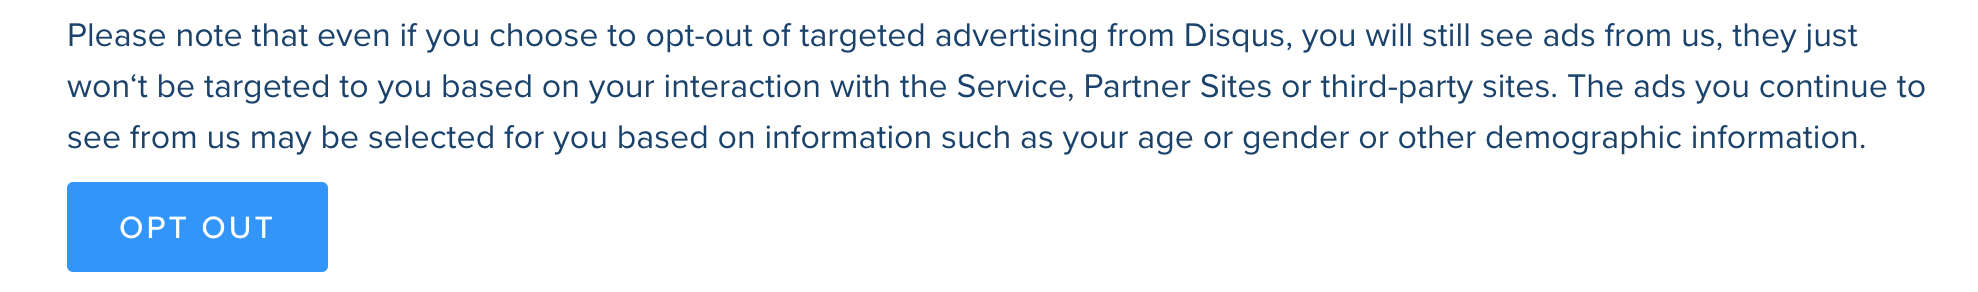 Please note that even if you choose to opt-out of targeted advertising from Disqus, you will still see ads from us, they just
won‘t be targeted to you based on your interaction with the Service, Partner Sites or third-party sites. The ads you continue to
see from us may be selected for you based on information such as your age or gender or other demographic information.
OPT OUT